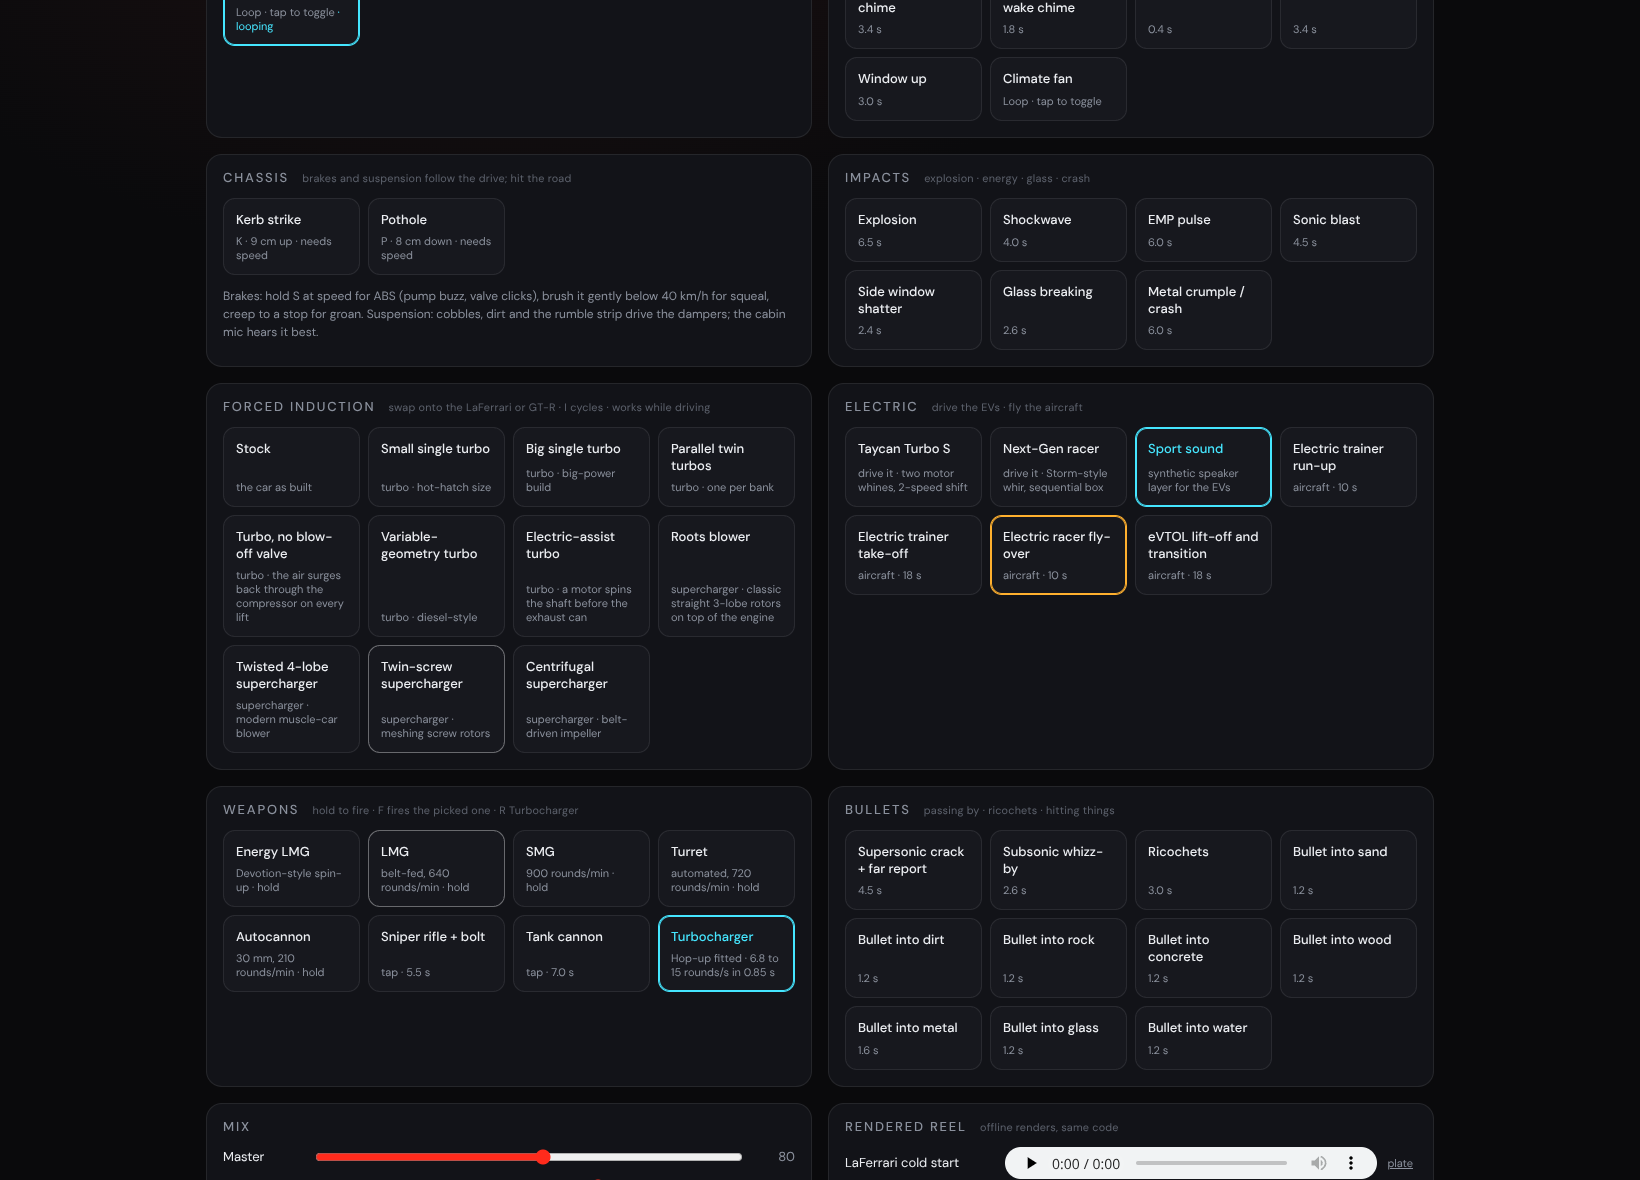 Loop · tap to toggle ·
looping
chime
3.4 s
wake chime
1.8 s
0.4 s
3.4 s
Window up
3.0 s
Climate fan
Loop · tap to toggle
CHASSIS brakes and suspension follow the drive; hit the road
Kerb strike
K · 9 cm up · needs
speed
Pothole
P · 8 cm down · needs
speed
Brakes: hold S at speed for ABS (pump buzz, valve clicks), brush it gently below 40 km/h for squeal,
creep to a stop for groan. Suspension: cobbles, dirt and the rumble strip drive the dampers; the cabin
mic hears it best.
IMPACTS explosion · energy · glass · crash
Explosion
6.5 s
Shockwave
4.0 s
EMP pulse
6.0 s
Sonic blast
4.5 s
Side window
shatter
2.4 s
Glass breaking
2.6 s
Metal crumple /
crash
6.0 s
FORCED INDUCTION swap onto the LaFerrari or GT-R · I cycles · works while driving
Stock
the car as built
Small single turbo
turbo · hot-hatch size
Big single turbo
turbo · big-power
build
Parallel twin
turbos
turbo · one per bank
Turbo, no blow-
off valve
turbo · the air surges
back through the
compressor on every
lift
Variable-
geometry turbo
turbo · diesel-style
Electric-assist
turbo
turbo · a motor spins
the shaft before the
exhaust can
Roots blower
supercharger · classic
straight 3-lobe rotors
on top of the engine
Twisted 4-lobe
supercharger
supercharger ·
modern muscle-car
blower
Twin-screw
supercharger
supercharger ·
meshing screw rotors
Centrifugal
supercharger
supercharger · belt-
driven impeller
ELECTRIC drive the EVs · fly the aircraft
Taycan Turbo S
drive it · two motor
whines, 2-speed shift
Next-Gen racer
drive it · Storm-style
whir, sequential box
Sport sound
synthetic speaker
layer for the EVs
Electric trainer
run-up
aircraft · 10 s
Electric trainer
take-off
aircraft · 18 s
Electric racer fly-
over
aircraft · 10 s
eVTOL lift-off and
transition
aircraft · 18 s
WEAPONS hold to fire · F fires the picked one · R Turbocharger
Energy LMG
Devotion-style spin-
up · hold
LMG
belt-fed, 640
rounds/min · hold
SMG
900 rounds/min ·
hold
Turret
automated, 720
rounds/min · hold
Autocannon
30 mm, 210
rounds/min · hold
Sniper rifle + bolt
tap · 5.5 s
Tank cannon
tap · 7.0 s
Turbocharger
Hop-up fitted · 6.8 to
15 rounds/s in 0.85 s
BULLETS passing by · ricochets · hitting things
Supersonic crack
+ far report
4.5 s
Subsonic whizz-
by
2.6 s
Ricochets
3.0 s
Bullet into sand
1.2 s
Bullet into dirt
1.2 s
Bullet into rock
1.2 s
Bullet into
concrete
1.2 s
Bullet into wood
1.2 s
Bullet into metal
1.6 s
Bullet into glass
1.2 s
Bullet into water
1.2 s
MIX
Master 80
RENDERED REEL offline renders, same code
LaFerrari cold start 0:00 / 0:00 plate